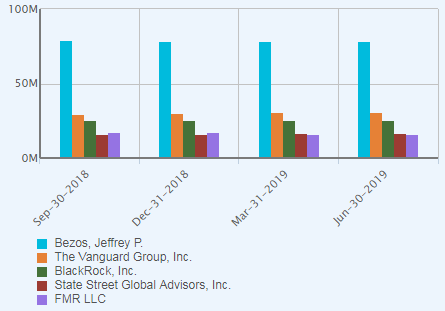 100M
50M
0M
Sep-30-2018
Dec-31-2018
Mar-31-2019
Jun-30-2019
Bezos, Jeffrey P.
The Vanguard Group, Inc.
BlackRock, Inc.
State Street Global Advisors, Inc.
FMR LLC